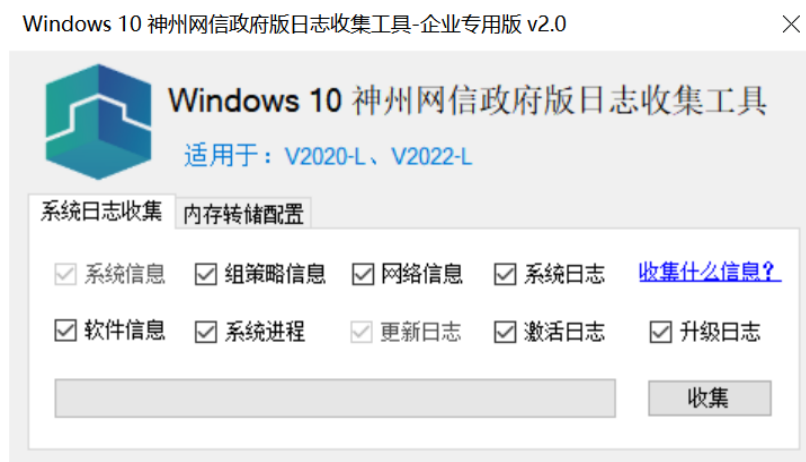 Windows 10 神州网信政府版日志收集工具-企业专用版 v2.0
Windows 10 神州网信政府版日志收集工具
适用于：V2020-L、V2022-L
系统日志收集 内存转储配置
系统信息 组策略信息 网络信息 系统日志 收集什么信息？
软件信息 系统进程 更新日志 激活日志 升级日志
收集